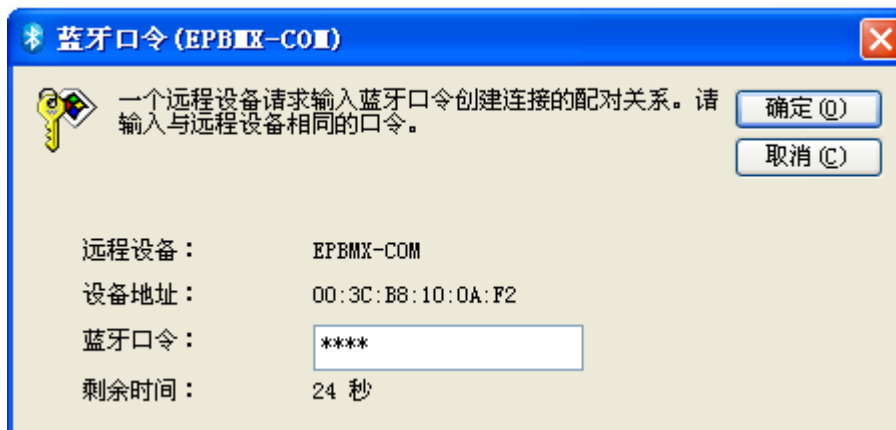 蓝牙口令(EPBMX-COM)
一个远程设备请求输入蓝牙口令创建连接的配对关系。请
输入与远程设备相同的口令。
确定(O)
取消(C)
远程设备： EPBMX-COM
设备地址： 00:3C:B8:10:0A:F2
蓝牙口令： ****
剩余时间： 24 秒